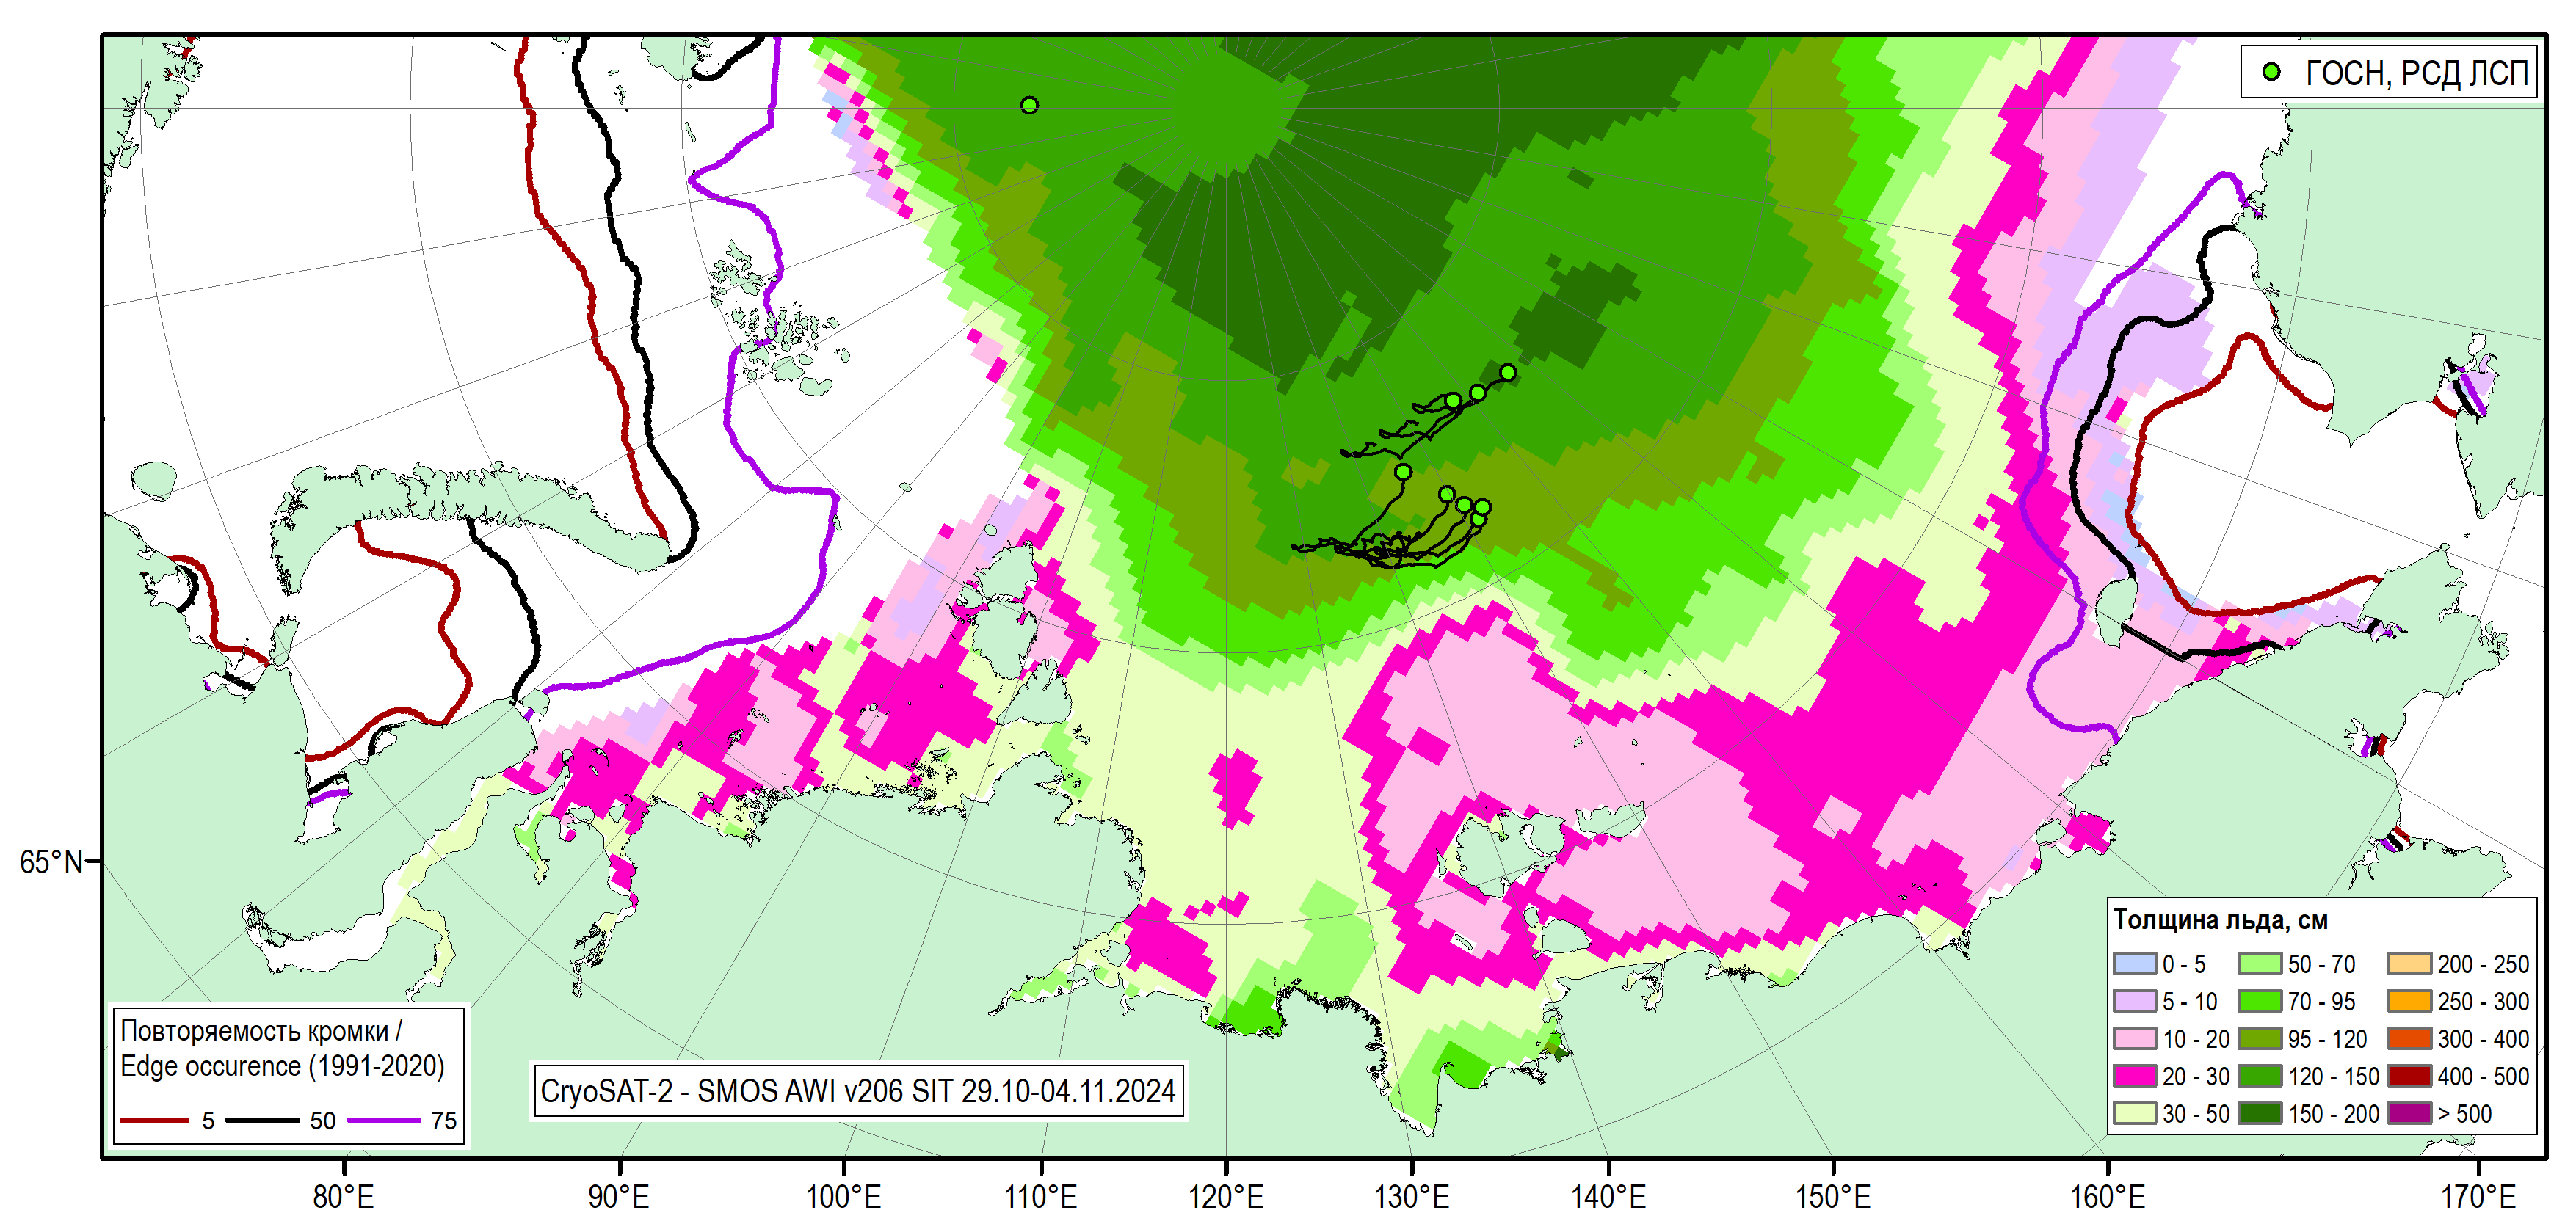 ГОСН, РСД ЛСП
65°N
Толщина льда, см
0 - 5 50 - 70 200 - 250
5 - 10 70 - 95 250 - 300
10 - 20 95 - 120 300 - 400
20 - 30 120 - 150 400 - 500
30 - 50 150 - 200 > 500
Повторяемость кромки /
Edge occurence (1991-2020)
5 50 75
CryoSAT-2 - SMOS AWI v206 SIT 29.10-04.11.2024
80°E 90°E 100°E 110°E 120°E 130°E 140°E 150°E 160°E 170°E